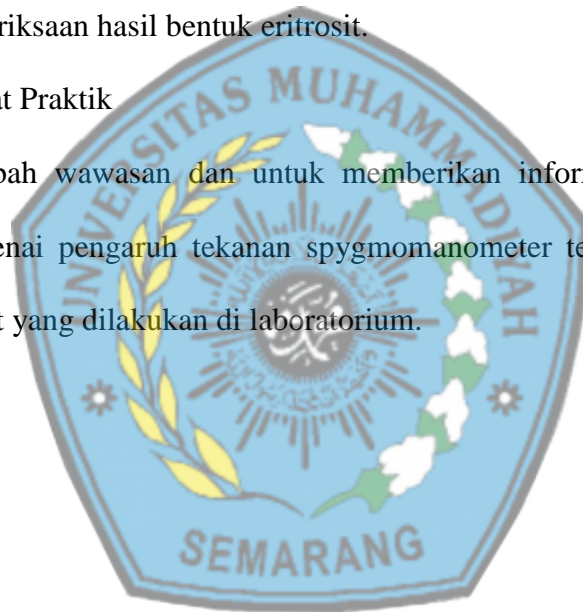 riksaan hasil bentuk eritrosit.
at Praktik
bah wawasan dan untuk memberikan infor
enai pengaruh tekanan spygmomanometer te
t yang dilakukan di laboratorium.
UNIVERSITAS MUHAMMADIYAH
SEMARANG